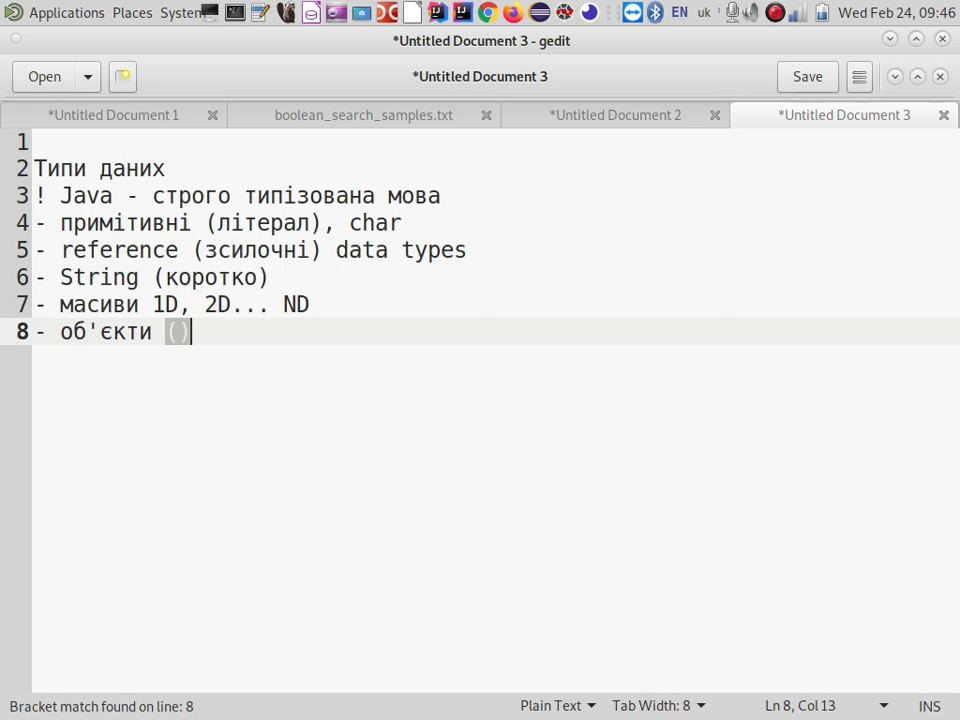 Applications Places System EN uk Wed Feb 24, 09:46
*Untitled Document 3 - gedit
Open *Untitled Document 3 Save
*Untitled Document 1 boolean_search_samples.txt *Untitled Document 2 *Untitled Document 3
1
2 Типи даних
3 ! Java - строго типізована мова
4 - примітивні (літерал), char
5 - reference (зсилочні) data types
6 - String (коротко)
7 - масиви 1D, 2D... ND
8 - об'єкти ()
Bracket match found on line: 8 Plain Text Tab Width: 8 Ln 8, Col 13 INS